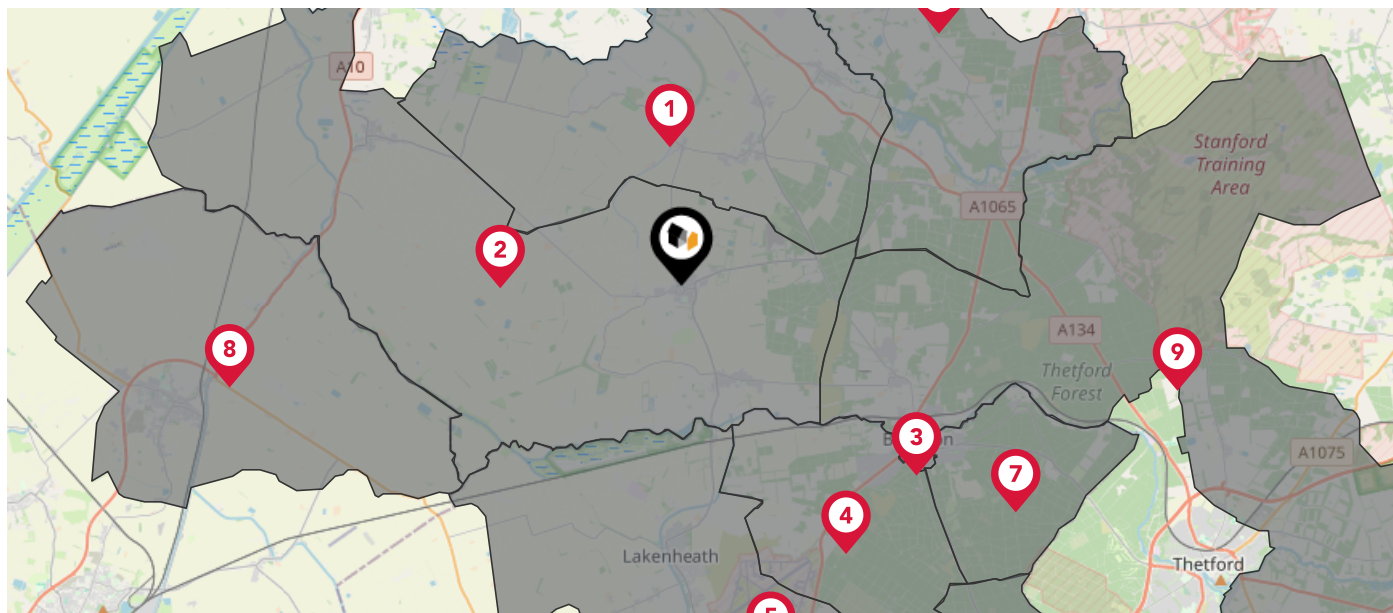 A10
1
Stanford
Training
Area
A1065
2
A134
8
9
Thetford
Forest
3
A1075
7
4
Lakenheath
Thetford